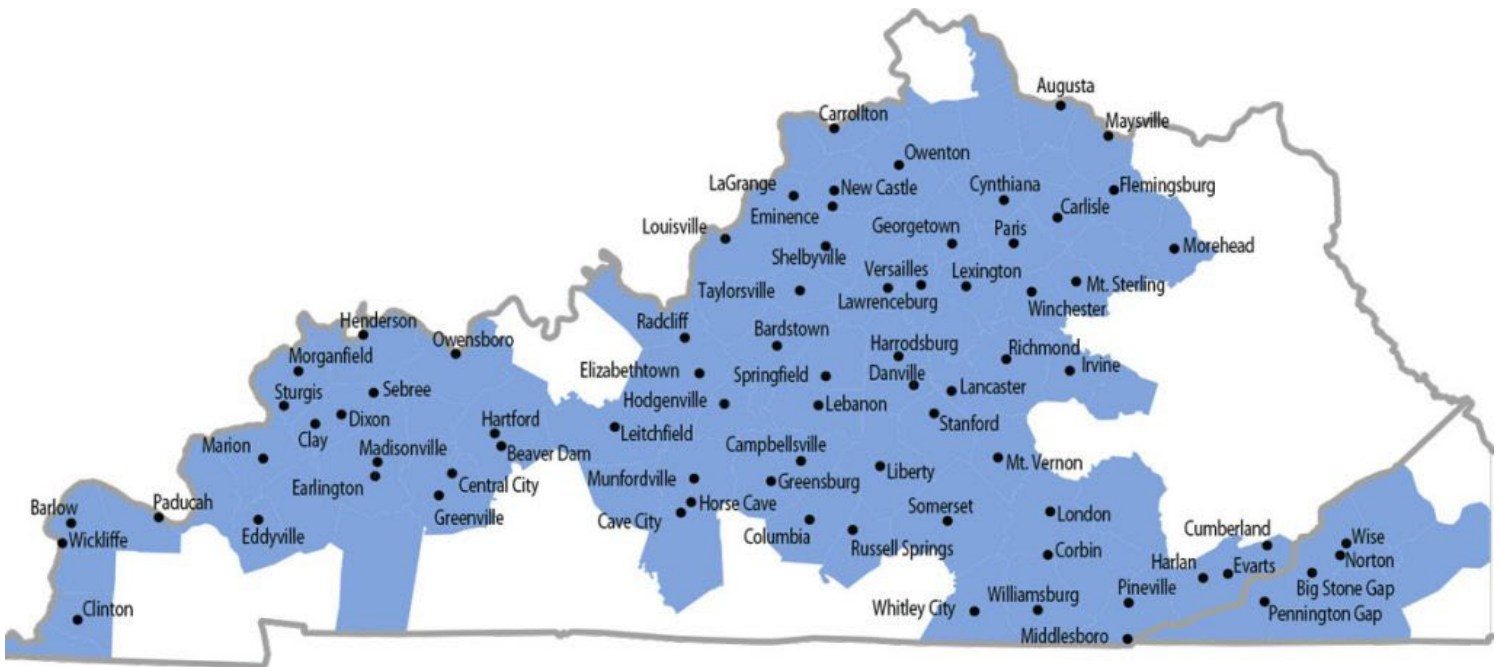 Augusta
Carrollton
Maysville
Owenton
LaGrange
New Castle
Cynthiana
Flemingsburg
Eminence
Carlisle
Louisville
Georgetown
Paris
Morehead
Shelbyville
Versailles
Lexington
Mt. Sterling
Taylorsville
Lawrenceburg
Winchester
Henderson
Radcliff
Bardstown
Owensboro
Harrodsburg
Richmond
Morganfield
Elizabethtown
Springfield
Danville
Irvine
Sturgis
Sebree
Lancaster
Hodgenville
Lebanon
Dixon
Hartford
Stanford
Clay
Leitchfield
Marion
Madisonville
Beaver Dam
Campbellsville
Mt. Vernon
Earlington
Central City
Munfordville
Greensburg
Liberty
Barlow
Paducah
Greenville
Horse Cave
Somerset
Cave City
London
Wickliffe
Eddyville
Columbia
Russell Springs
Cumberland
Wise
Corbin
Harlan
Evarts
Norton
Pineville
Big Stone Gap
Clinton
Whitley City
Williamsburg
Pennington Gap
Middlesboro